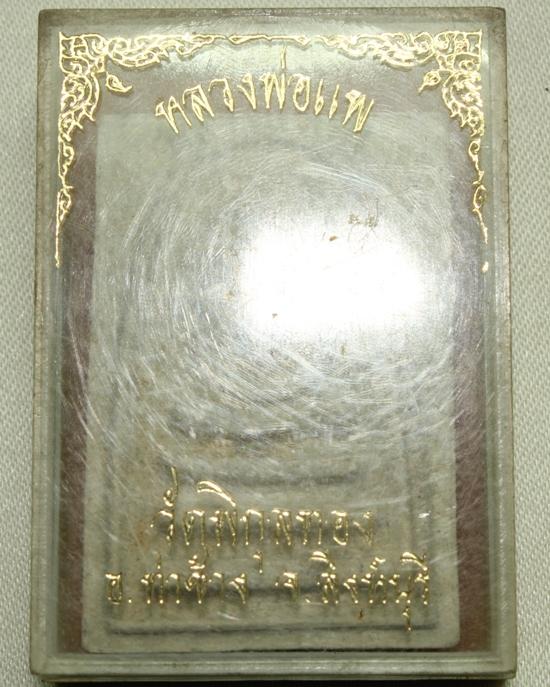 หลวงพ่อแพ
วัดพิกุลทอง
อ.ท่าช้าง จ.สิงห์บุรี